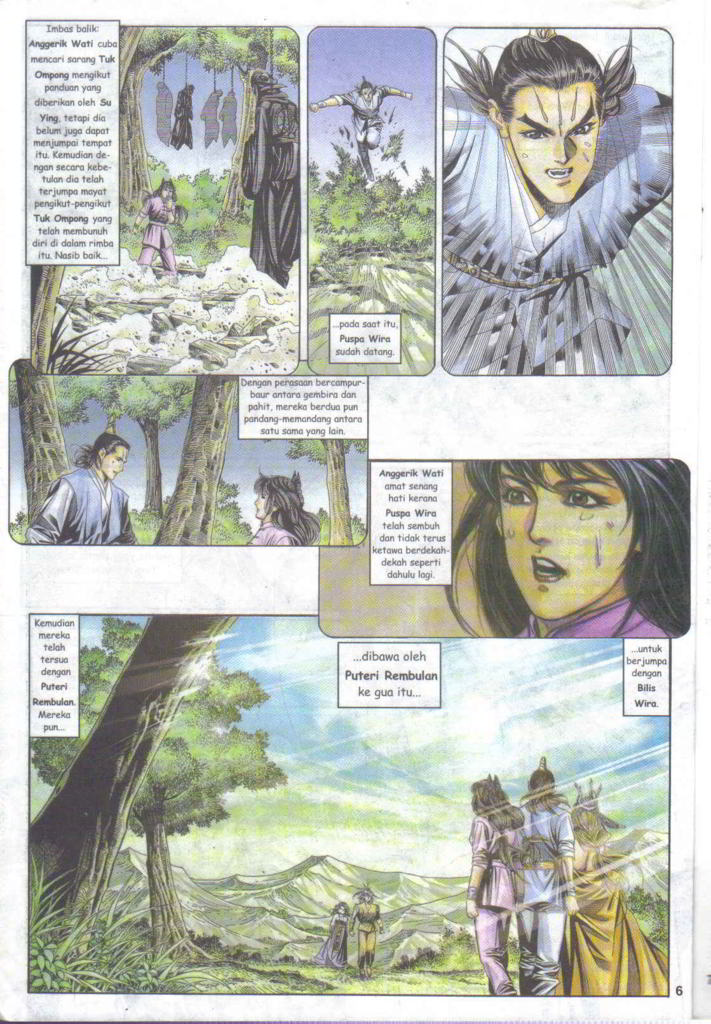 Imbas balik:
Anggerik Wati cuba
mencari sarang Tuk
Ompong mengikut
panduan yang
diberikan oleh Su
Ying, tetapi dia
belum juga dapat
menjumpai tempat
itu. Kemudian de-
ngan secara kebe-
tulan dia telah
terjumpa mayat
pengikut-pengikut
Tuk Ompong yang
telah membunuh
diri di dalam rimba
itu. Nasib baik...
...pada saat itu,
Puspa Wira
sudah datang.
Dengan perasaan bercampur-
baur antara gembira dan
pahit, mereka berdua pun
pandang-memandang antara
satu sama yang lain.
Anggerik Wati
amat senang
hati kerana
Puspa Wira
telah sembuh
dan tidak terus
ketawa berdekah-
dekah seperti
dahulu lagi.
Kemudian
mereka
telah
tersua
dengan
Puteri
Rembulan.
Mereka
pun...
...dibawa oleh
Puteri Rembulan
ke gua itu...
...untuk
berjumpa
dengan
Bilis
Wira.
6